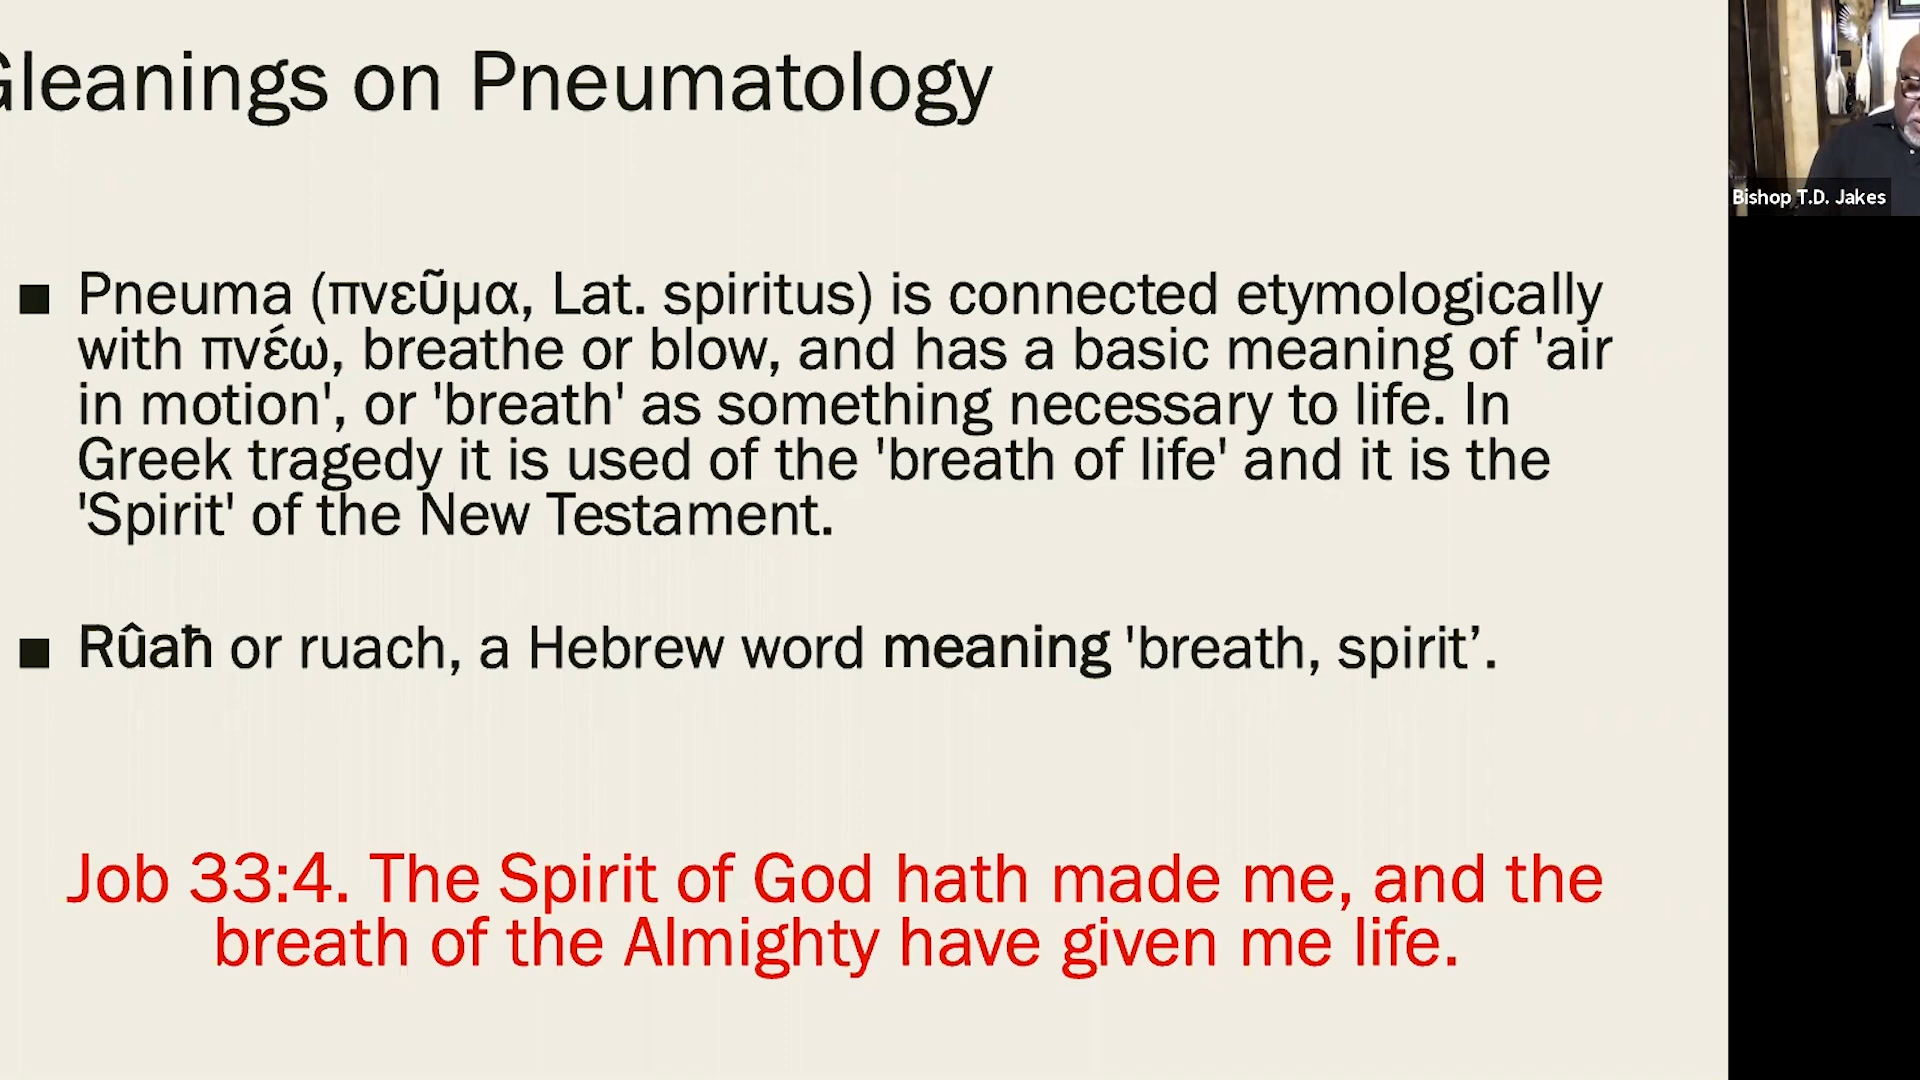 Gleanings on Pneumatology
Bishop T.D. Jakes
■ Pneuma (πνεῦμα, Lat. spiritus) is connected etymologically
with πνέω, breathe or blow, and has a basic meaning of 'air
in motion', or 'breath' as something necessary to life. In
Greek tragedy it is used of the 'breath of life' and it is the
'Spirit' of the New Testament.
■ Rûaħ or ruach, a Hebrew word meaning 'breath, spirit’.
Job 33:4. The Spirit of God hath made me, and the
breath of the Almighty have given me life.